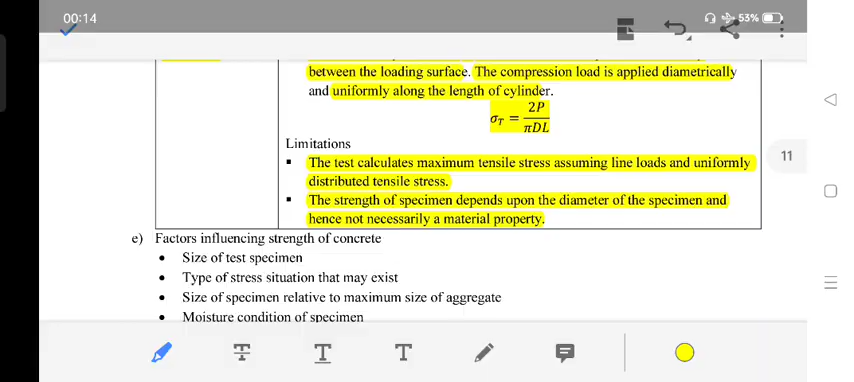 00:14
53%
between the loading surface. The compression load is applied diametrically
and uniformly along the length of cylinder.
σT = 2P / πDL
Limitations
▪ The test calculates maximum tensile stress assuming line loads and uniformly
distributed tensile stress.
▪ The strength of specimen depends upon the diameter of the specimen and
hence not necessarily a material property.
11
e) Factors influencing strength of concrete
• Size of test specimen
• Type of stress situation that may exist
• Size of specimen relative to maximum size of aggregate
• Moisture condition of specimen
T T T